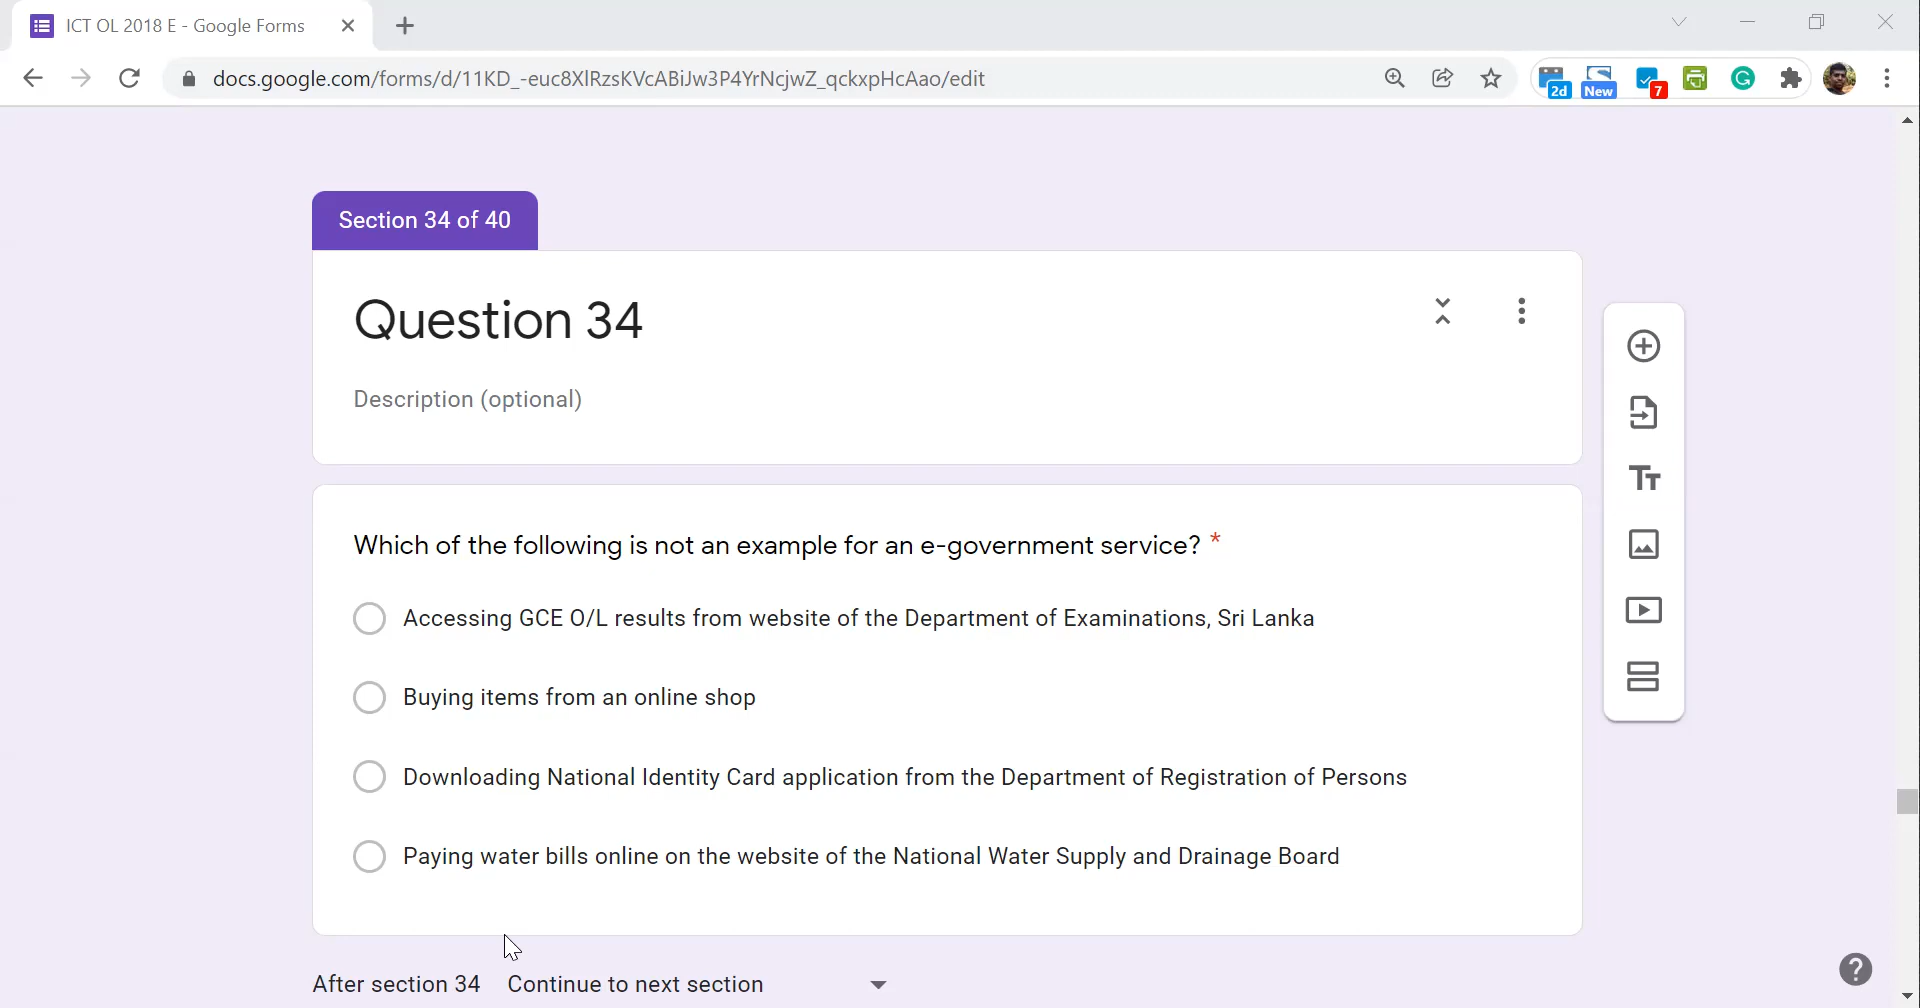 ICT OL 2018 E - Google Forms
docs.google.com/forms/d/11KD_-euc8XlRzsKVcABiJw3P4YrNcjwZ_qckxpHcAao/edit
2d
New
7
Section 34 of 40
Question 34
Description (optional)
Which of the following is not an example for an e-government service? *
Accessing GCE O/L results from website of the Department of Examinations, Sri Lanka
Buying items from an online shop
Downloading National Identity Card application from the Department of Registration of Persons
Paying water bills online on the website of the National Water Supply and Drainage Board
After section 34 Continue to next section